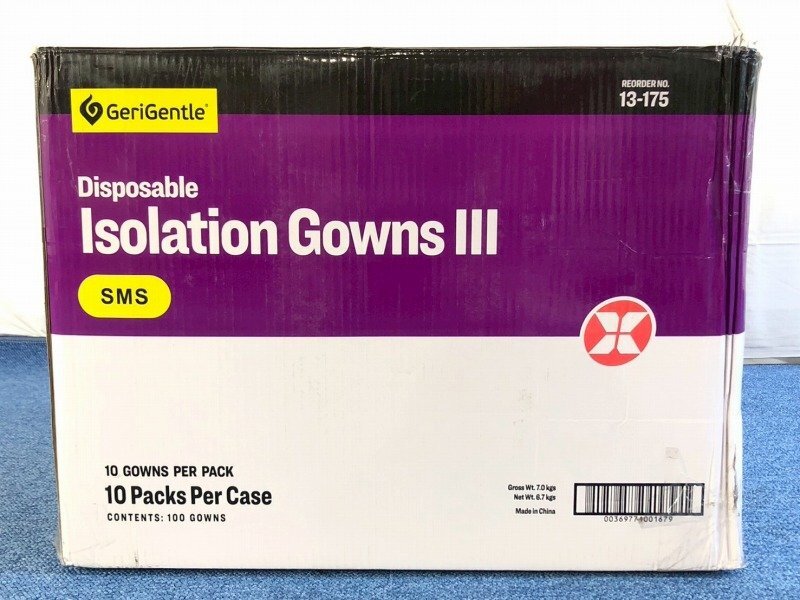 GeriGentle®
REORDER NO.
13-175
Disposable
Isolation Gowns III
SMS
10 GOWNS PER PACK
10 Packs Per Case
CONTENTS: 100 GOWNS
Gross Wt. 7.0 kgs
Net Wt. 6.7 kgs
Made in China
00369771001679